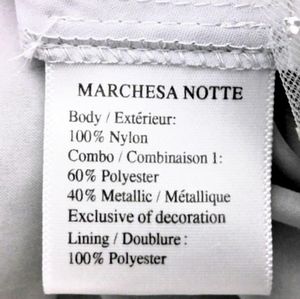 MARCHESA NOTTE
Body / Extérieur:
100% Nylon
Combo / Combinaison 1:
60% Polyester
40% Metallic / Métallique
Exclusive of decoration
Lining / Doublure :
100% Polyester